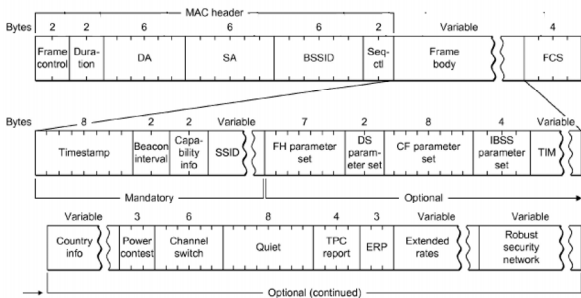 MAC header
Bytes 2 2 6 6 6 2 Variable 4
Frame control Dura- tion DA SA BSSID Seq- ctl Frame body FCS
Bytes 8 2 2 Variable 7 2 8 4 Variable
Timestamp Beacon interval Capa- bility info SSID FH parameter set DS param- eter set CF parameter set IBSS parameter set TIM
Mandatory Optional
Variable 3 6 8 4 3 Variable Variable
Country info Power contest Channel switch Quiet TPC report ERP Extended rates Robust security network
Optional (continued)